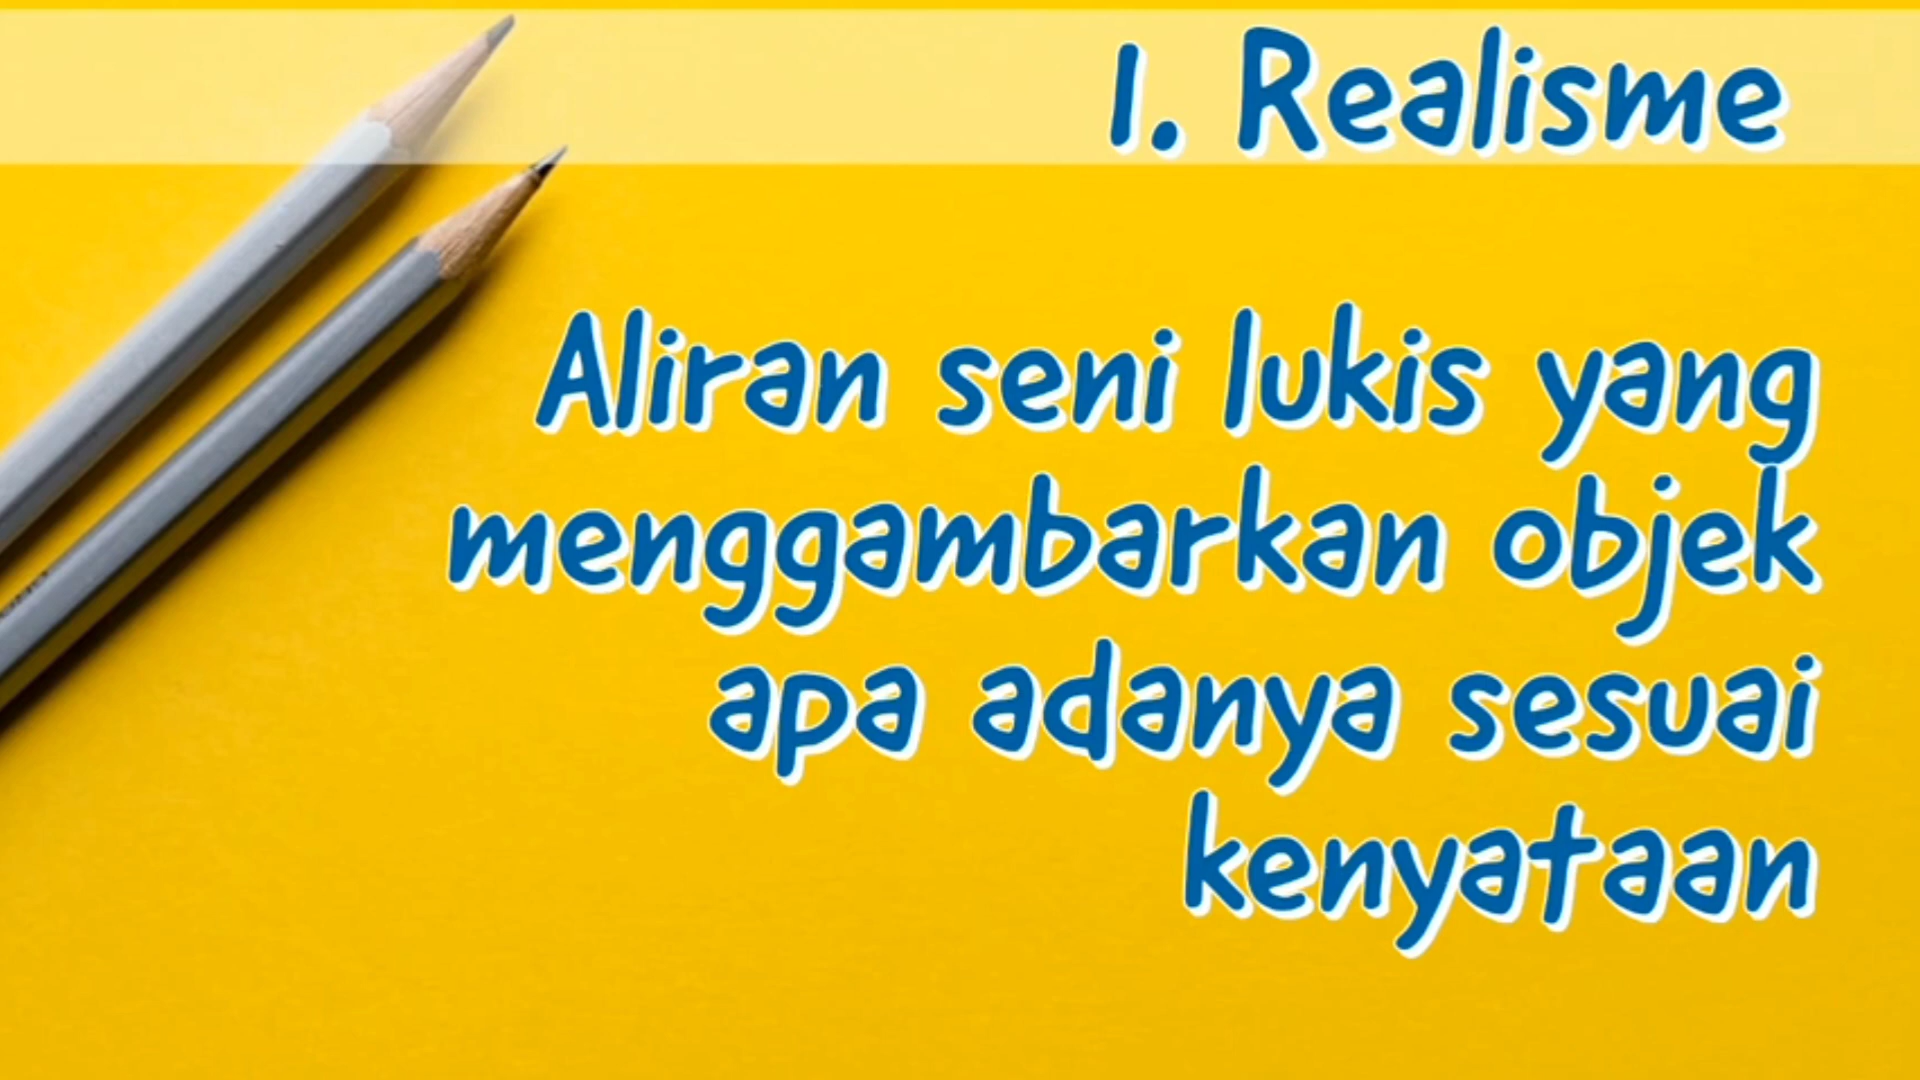 1. Realisme
Aliran seni lukis yang
menggambarkan objek
apa adanya sesuai
kenyataan